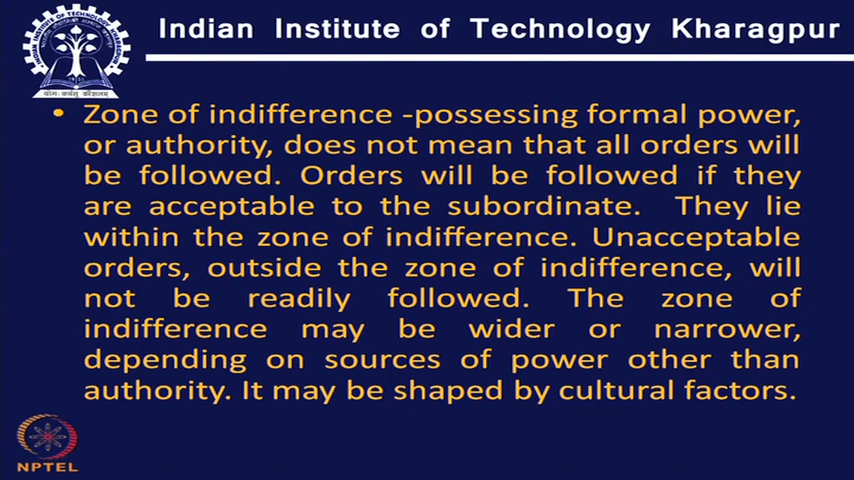 Indian Institute of Technology Kharagpur
• Zone of indifference -possessing formal power,
or authority, does not mean that all orders will
be followed. Orders will be followed if they
are acceptable to the subordinate. They lie
within the zone of indifference. Unacceptable
orders, outside the zone of indifference, will
not be readily followed. The zone of
indifference may be wider or narrower,
depending on sources of power other than
authority. It may be shaped by cultural factors.
NPTEL